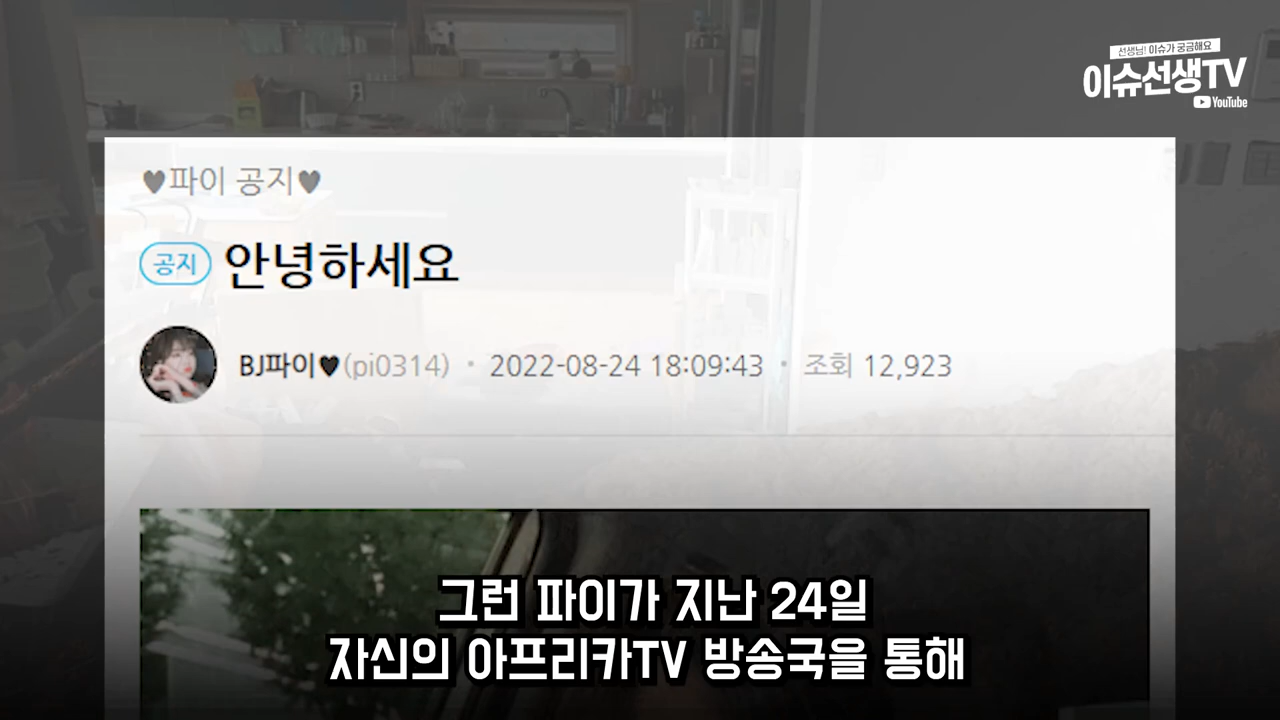 선생님! 이슈가 궁금해요
이슈선생TV
YouTube
♥파이 공지♥
공지 안녕하세요
BJ파이♥(pi0314) · 2022-08-24 18:09:43 · 조회 12,923
그런 파이가 지난 24일
자신의 아프리카TV 방송국을 통해